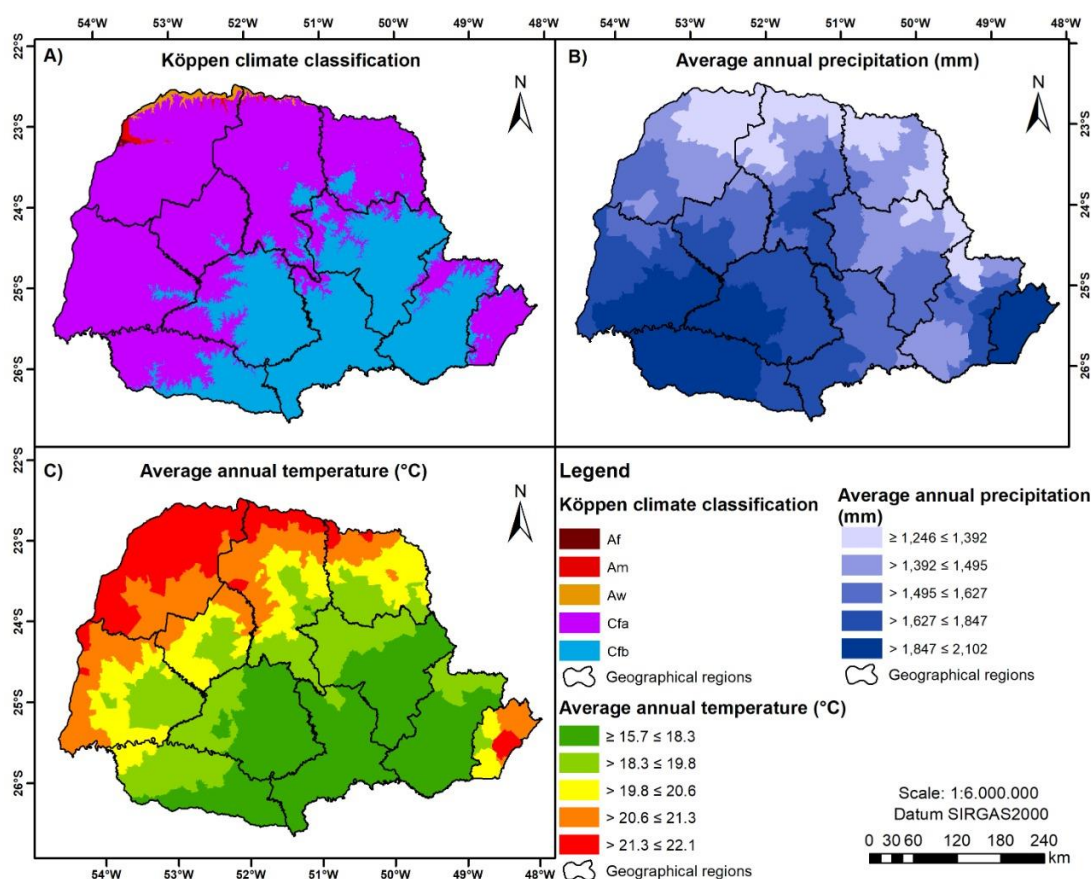 54°W 53°W 52°W 51°W 50°W 49°W 48°W 54°W 53°W 52°W 51°W 50°W 49°W 48°W
A) Köppen climate classification
N
22°S
23°S
24°S
25°S
26°S
B) Average annual precipitation (mm)
N
22°S
23°S
24°S
25°S
26°S
C) Average annual temperature (°C)
N
22°S
23°S
24°S
25°S
26°S
54°W 53°W 52°W 51°W 50°W 49°W 48°W
Legend
Köppen climate classification
Af
Am
Aw
Cfa
Cfb
Geographical regions
Average annual precipitation
(mm)
≥ 1,246 ≤ 1,392
> 1,392 ≤ 1,495
> 1,495 ≤ 1,627
> 1,627 ≤ 1,847
> 1,847 ≤ 2,102
Geographical regions
Average annual temperature (°C)
≥ 15.7 ≤ 18.3
> 18.3 ≤ 19.8
> 19.8 ≤ 20.6
> 20.6 ≤ 21.3
> 21.3 ≤ 22.1
Geographical regions
Scale: 1:6.000.000
Datum SIRGAS2000
0 30 60 120 180 240
km